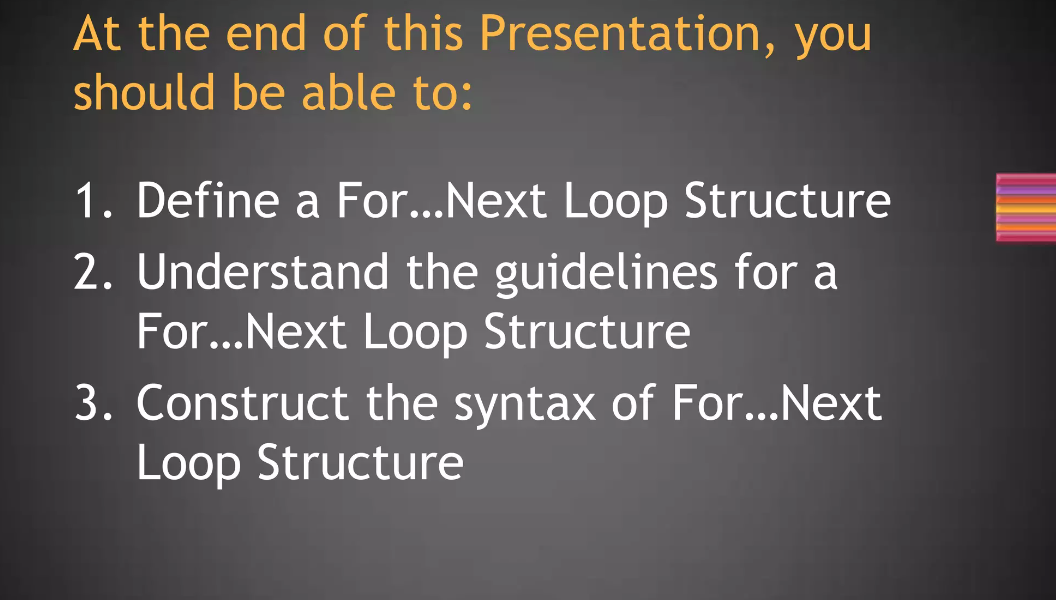 At the end of this Presentation, you
should be able to:
1. Define a For…Next Loop Structure
2. Understand the guidelines for a
For…Next Loop Structure
3. Construct the syntax of For…Next
Loop Structure